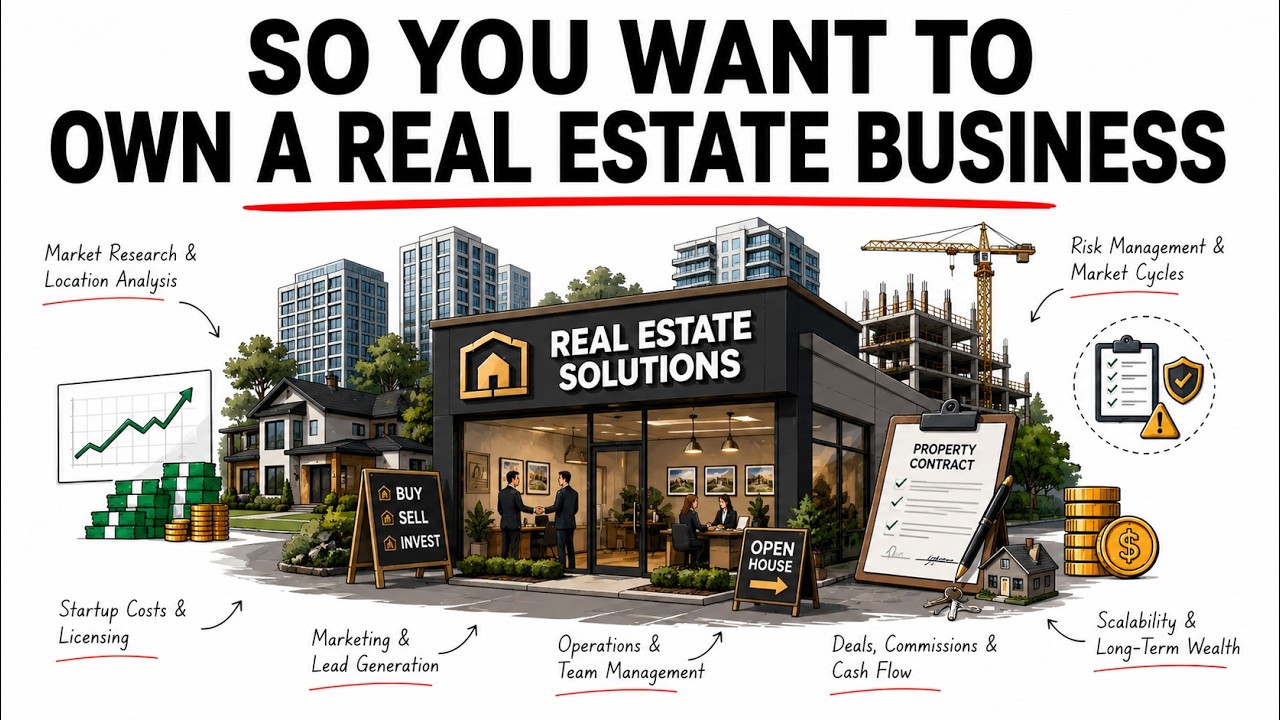 SO YOU WANT TO
OWN A REAL ESTATE BUSINESS
Market Research &
Location Analysis
Risk Management &
Market Cycles
REAL ESTATE
SOLUTIONS
BUY
SELL
INVEST
OPEN
HOUSE
PROPERTY
CONTRACT
$
Startup Costs &
Licensing
Marketing &
Lead Generation
Operations &
Team Management
Deals, Commissions &
Cash Flow
Scalability &
Long-Term Wealth